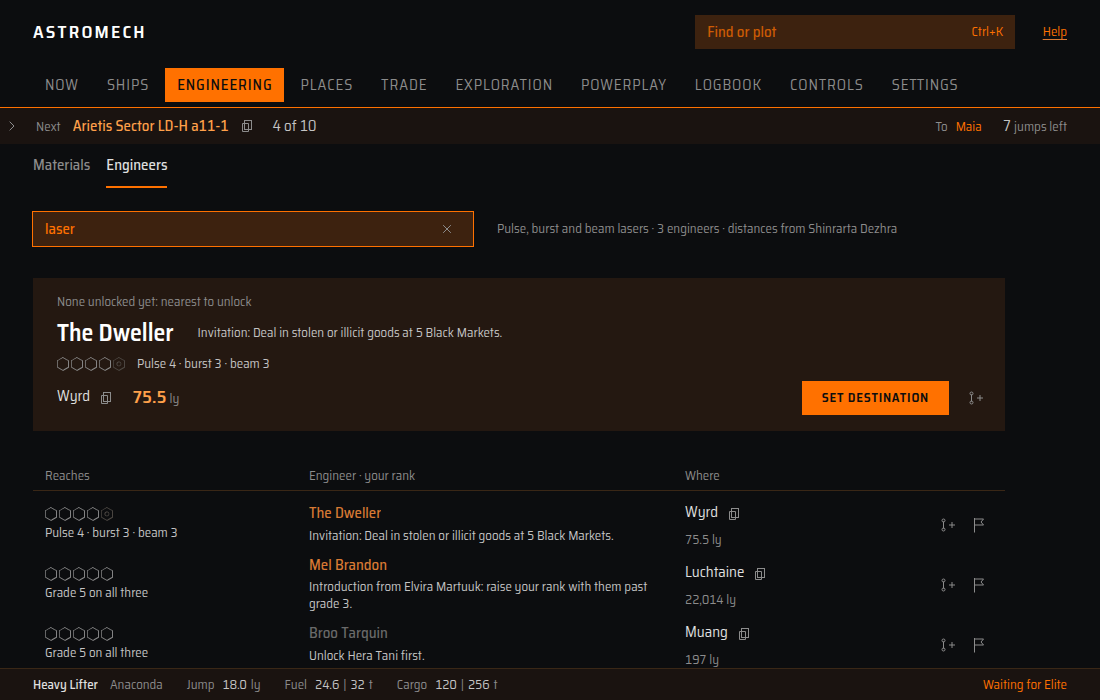 ASTROMECH
Find or plot Ctrl+K
Help
NOW SHIPS ENGINEERING PLACES TRADE EXPLORATION POWERPLAY LOGBOOK CONTROLS SETTINGS
Next Arietis Sector LD-H a11-1 4 of 10 To Maia 7 jumps left
Materials Engineers
laser
Pulse, burst and beam lasers · 3 engineers · distances from Shinrarta Dezhra
None unlocked yet: nearest to unlock
The Dweller Invitation: Deal in stolen or illicit goods at 5 Black Markets.
Pulse 4 · burst 3 · beam 3
Wyrd 75.5 ly
SET DESTINATION
Reaches Engineer · your rank Where
The Dweller Wyrd
Pulse 4 · burst 3 · beam 3 Invitation: Deal in stolen or illicit goods at 5 Black Markets. 75.5 ly
Mel Brandon Luchtaine
Grade 5 on all three Introduction from Elvira Martuuk: raise your rank with them past 22,014 ly
grade 3.
Broo Tarquin Muang
Grade 5 on all three Unlock Hera Tani first. 197 ly
Heavy Lifter Anaconda Jump 18.0 ly Fuel 24.6 | 32 t Cargo 120 | 256 t Waiting for Elite